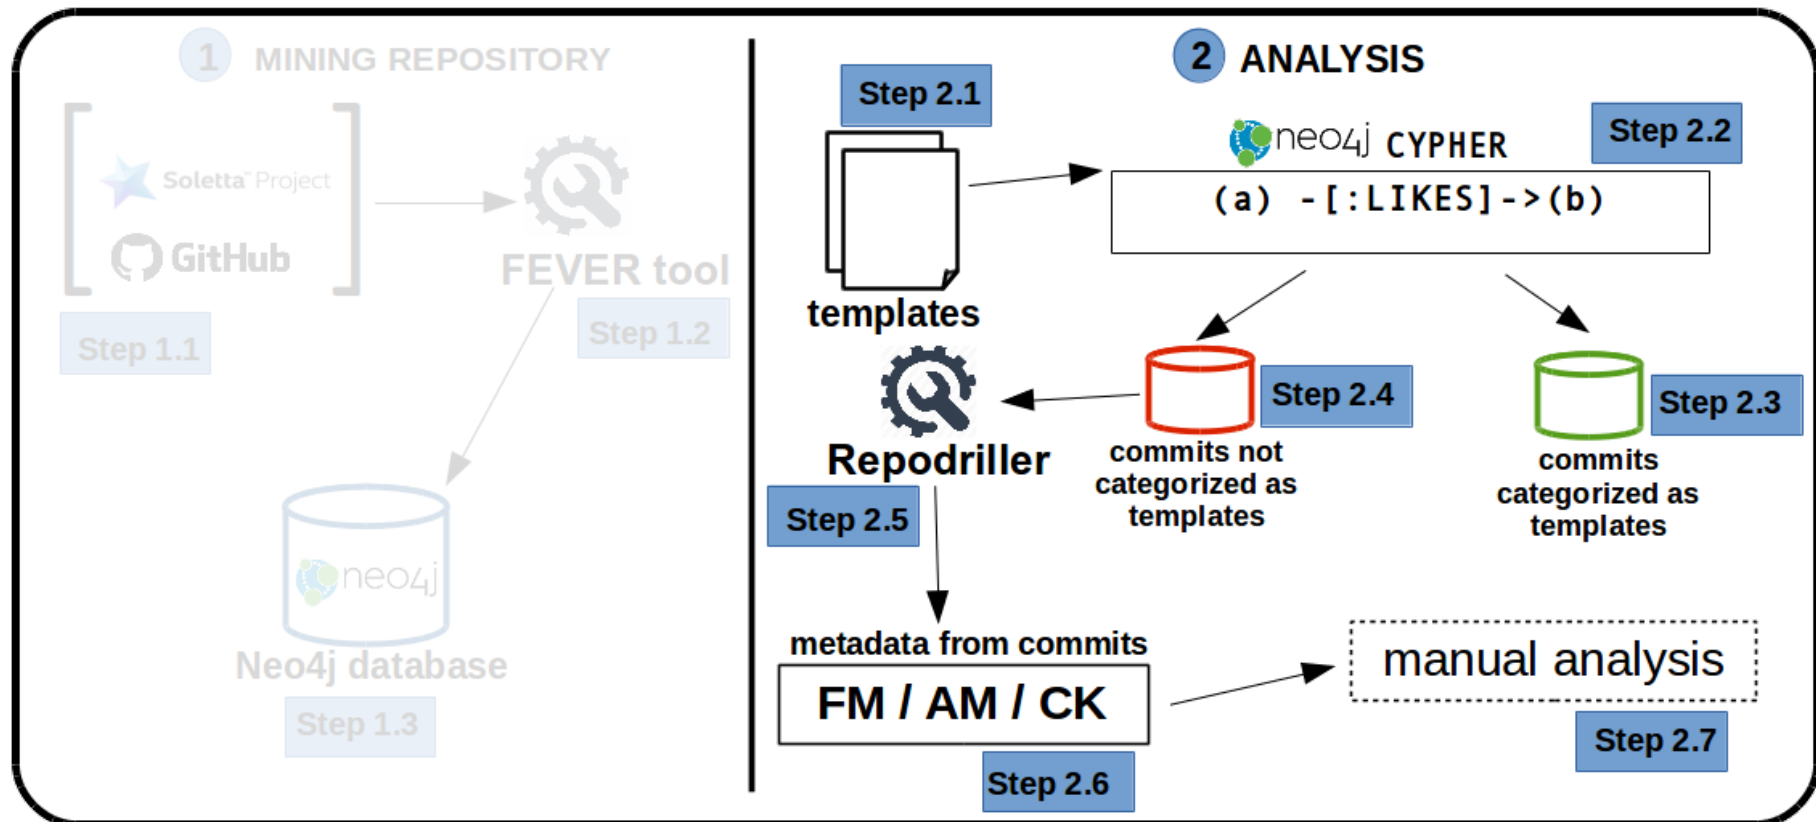 1 MINING REPOSITORY
Soletta™ Project
GitHub
Step 1.1
FEVER tool
Step 1.2
neo4j
Neo4j database
Step 1.3
2 ANALYSIS
Step 2.1
templates
neo4j CYPHER
Step 2.2
(a) -[:LIKES]->(b)
Step 2.4
commits not
categorized as
templates
Step 2.3
commits
categorized as
templates
Repodriller
Step 2.5
metadata from commits
FM / AM / CK
Step 2.6
manual analysis
Step 2.7